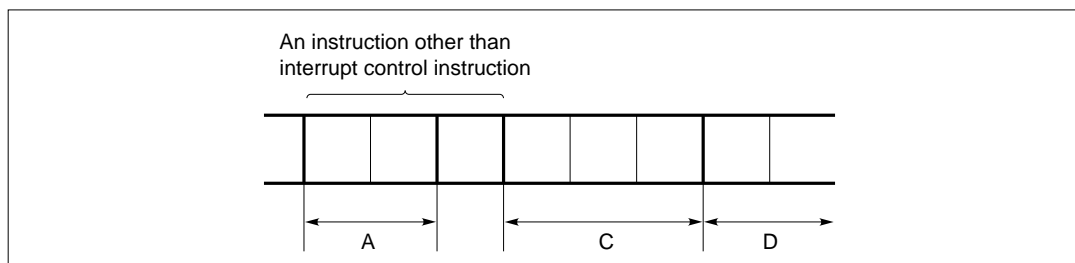 An instruction other than
interrupt control instruction
A
C
D